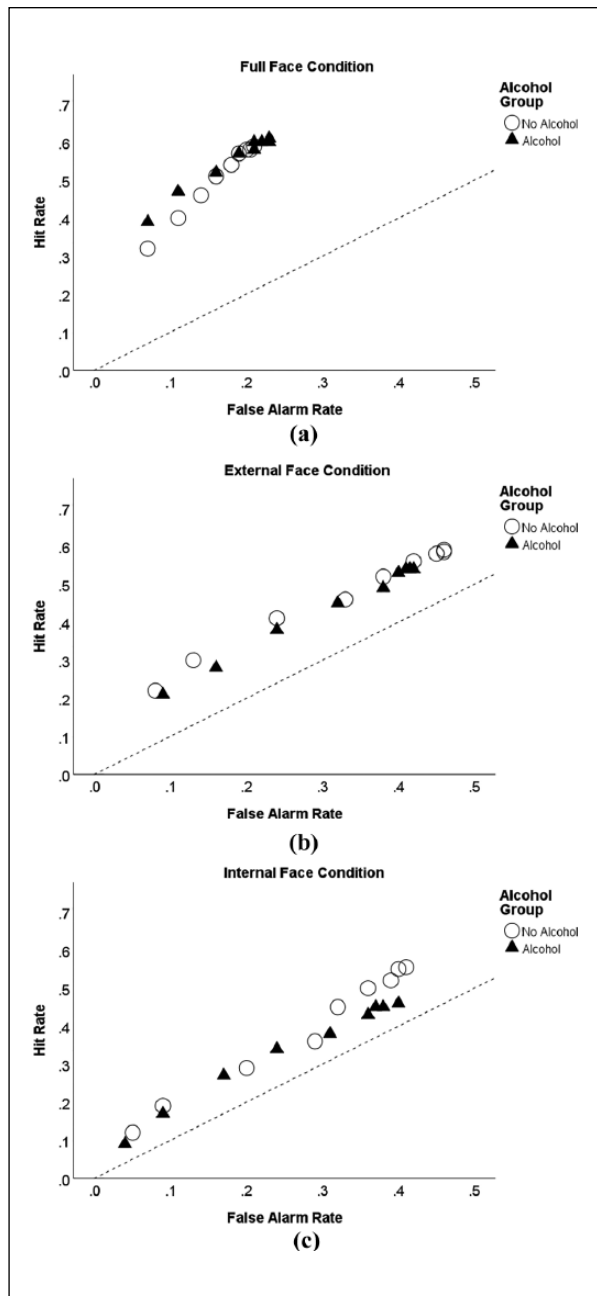 Full Face Condition
Alcohol
Group
No Alcohol
Alcohol
.7
.6
.5
.4
.3
.2
.1
.0
Hit Rate
.0 .1 .2 .3 .4 .5
False Alarm Rate
(a)
External Face Condition
Alcohol
Group
No Alcohol
Alcohol
.7
.6
.5
.4
.3
.2
.1
.0
Hit Rate
.0 .1 .2 .3 .4 .5
False Alarm Rate
(b)
Internal Face Condition
Alcohol
Group
No Alcohol
Alcohol
.7
.6
.5
.4
.3
.2
.1
.0
Hit Rate
.0 .1 .2 .3 .4 .5
False Alarm Rate
(c)